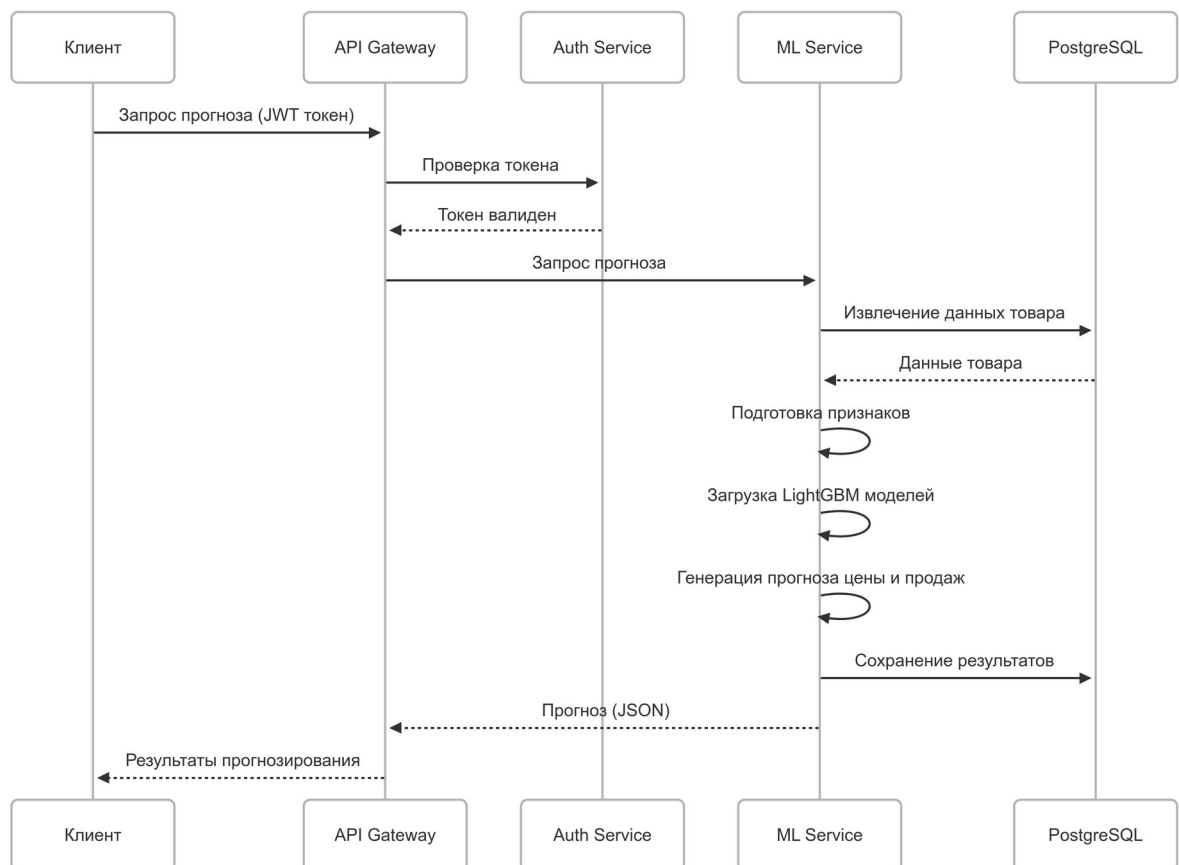 Клиент
API Gateway
Auth Service
ML Service
PostgreSQL
Запрос прогноза (JWT токен)
Проверка токена
Токен валиден
Запрос прогноза
Извлечение данных товара
Данные товара
Подготовка признаков
Загрузка LightGBM моделей
Генерация прогноза цены и продаж
Сохранение результатов
Прогноз (JSON)
Результаты прогнозирования
Клиент
API Gateway
Auth Service
ML Service
PostgreSQL